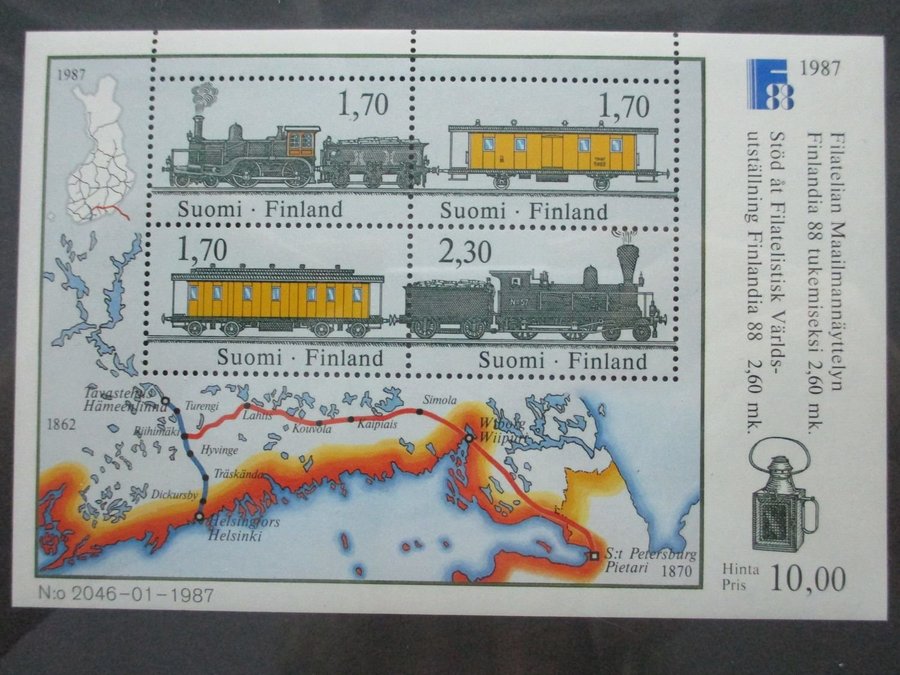 1987
1,70
Suomi · Finland
1,70
Suomi · Finland
1,70
Suomi · Finland
2,30
N:o 57
Suomi · Finland
F
88
1987
Filatelian Maailmannäyttelyn
Finlandia 88 tukemiseksi 2,60 mk.
Stöd åt Filatelistisk Världs-
utställning Finlandia 88 2,60 mk.
1862
Tavastehus
Hämeenlinna
Turengi
Riihimäki
Lahtis
Hyvinge
Träskända
Dickursby
Helsingfors
Helsinki
Kouvola
Kaipiais
Simola
Wiborg
Wiipuri
S:t Petersburg
Pietari
1870
Hinta
Pris
10,00
N:o 2046-01-1987